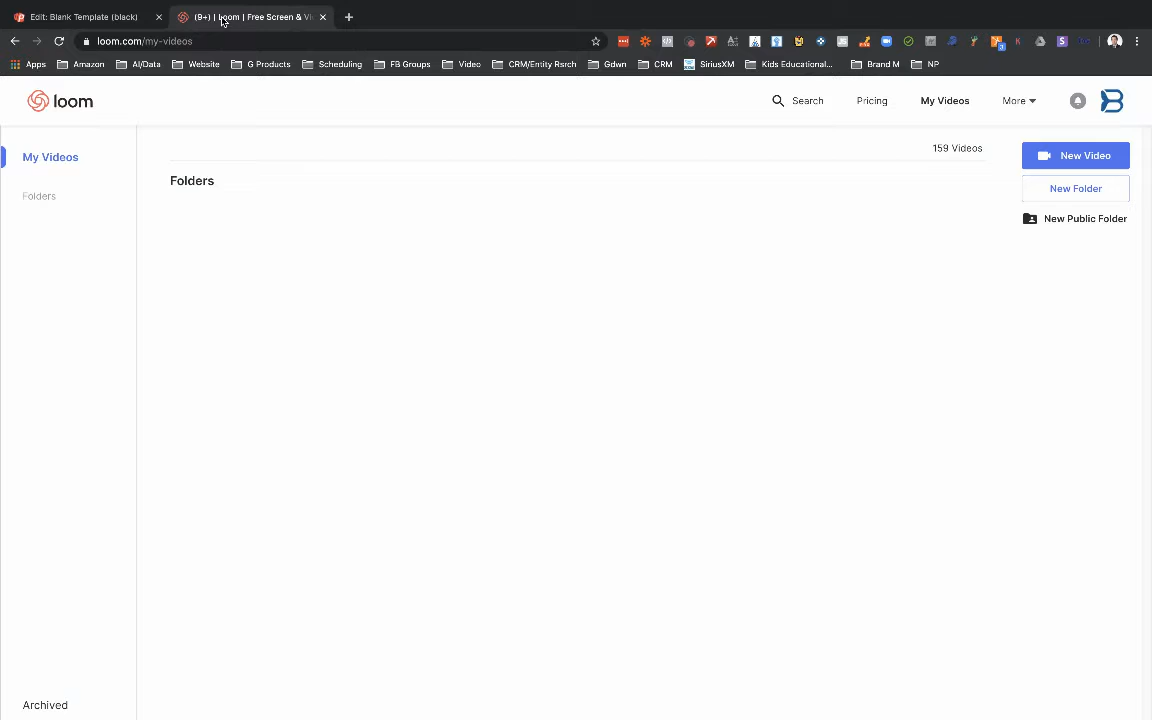 Edit: Blank Template (black)
(9+) | Loom | Free Screen & Vi
loom.com/my-videos
Apps Amazon AI/Data Website G Products Scheduling FB Groups Video CRM/Entity Rsrch Gdwn CRM SiriusXM Kids Educational... Brand M NP
loom
Search
Pricing
My Videos
More
My Videos
Folders
159 Videos
Folders
New Video
New Folder
New Public Folder
Archived